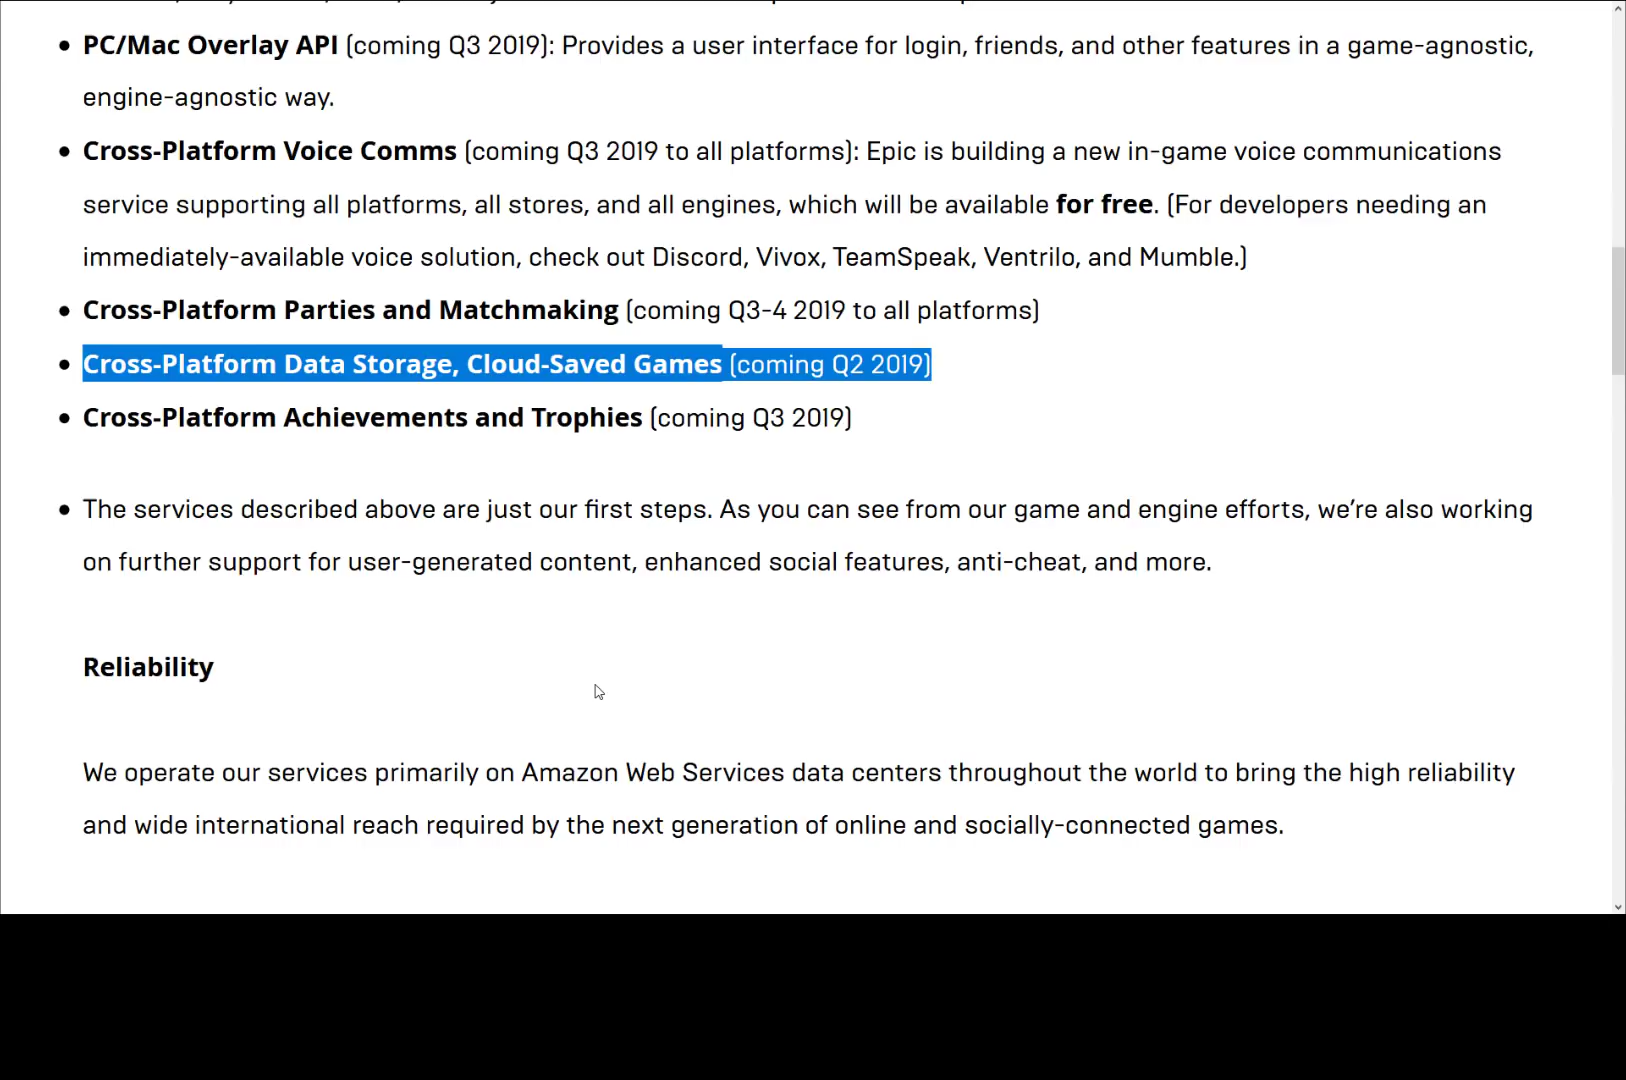 PC/Mac Overlay API (coming Q3 2019): Provides a user interface for login, friends, and other features in a game-agnostic,
engine-agnostic way.
Cross-Platform Voice Comms (coming Q3 2019 to all platforms): Epic is building a new in-game voice communications
service supporting all platforms, all stores, and all engines, which will be available for free. (For developers needing an
immediately-available voice solution, check out Discord, Vivox, TeamSpeak, Ventrilo, and Mumble.)
Cross-Platform Parties and Matchmaking (coming Q3-4 2019 to all platforms)
Cross-Platform Data Storage, Cloud-Saved Games (coming Q2 2019)
Cross-Platform Achievements and Trophies (coming Q3 2019)
The services described above are just our first steps. As you can see from our game and engine efforts, we’re also working
on further support for user-generated content, enhanced social features, anti-cheat, and more.
Reliability
We operate our services primarily on Amazon Web Services data centers throughout the world to bring the high reliability
and wide international reach required by the next generation of online and socially-connected games.